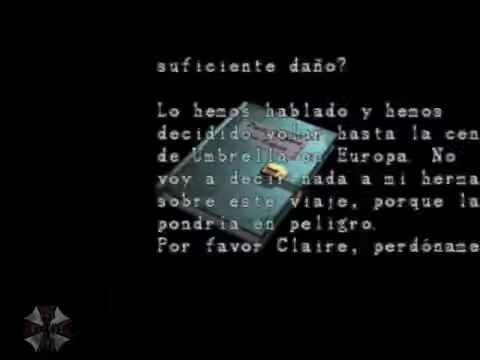 suficiente daño?
Lo hemos hablado y hemos
decidido volar hasta la cen
de Umbrella en Europa. No
voy a decir nada a mi herma
sobre este viaje, porque la
pondría en peligro.
Por favor Claire, perdóname